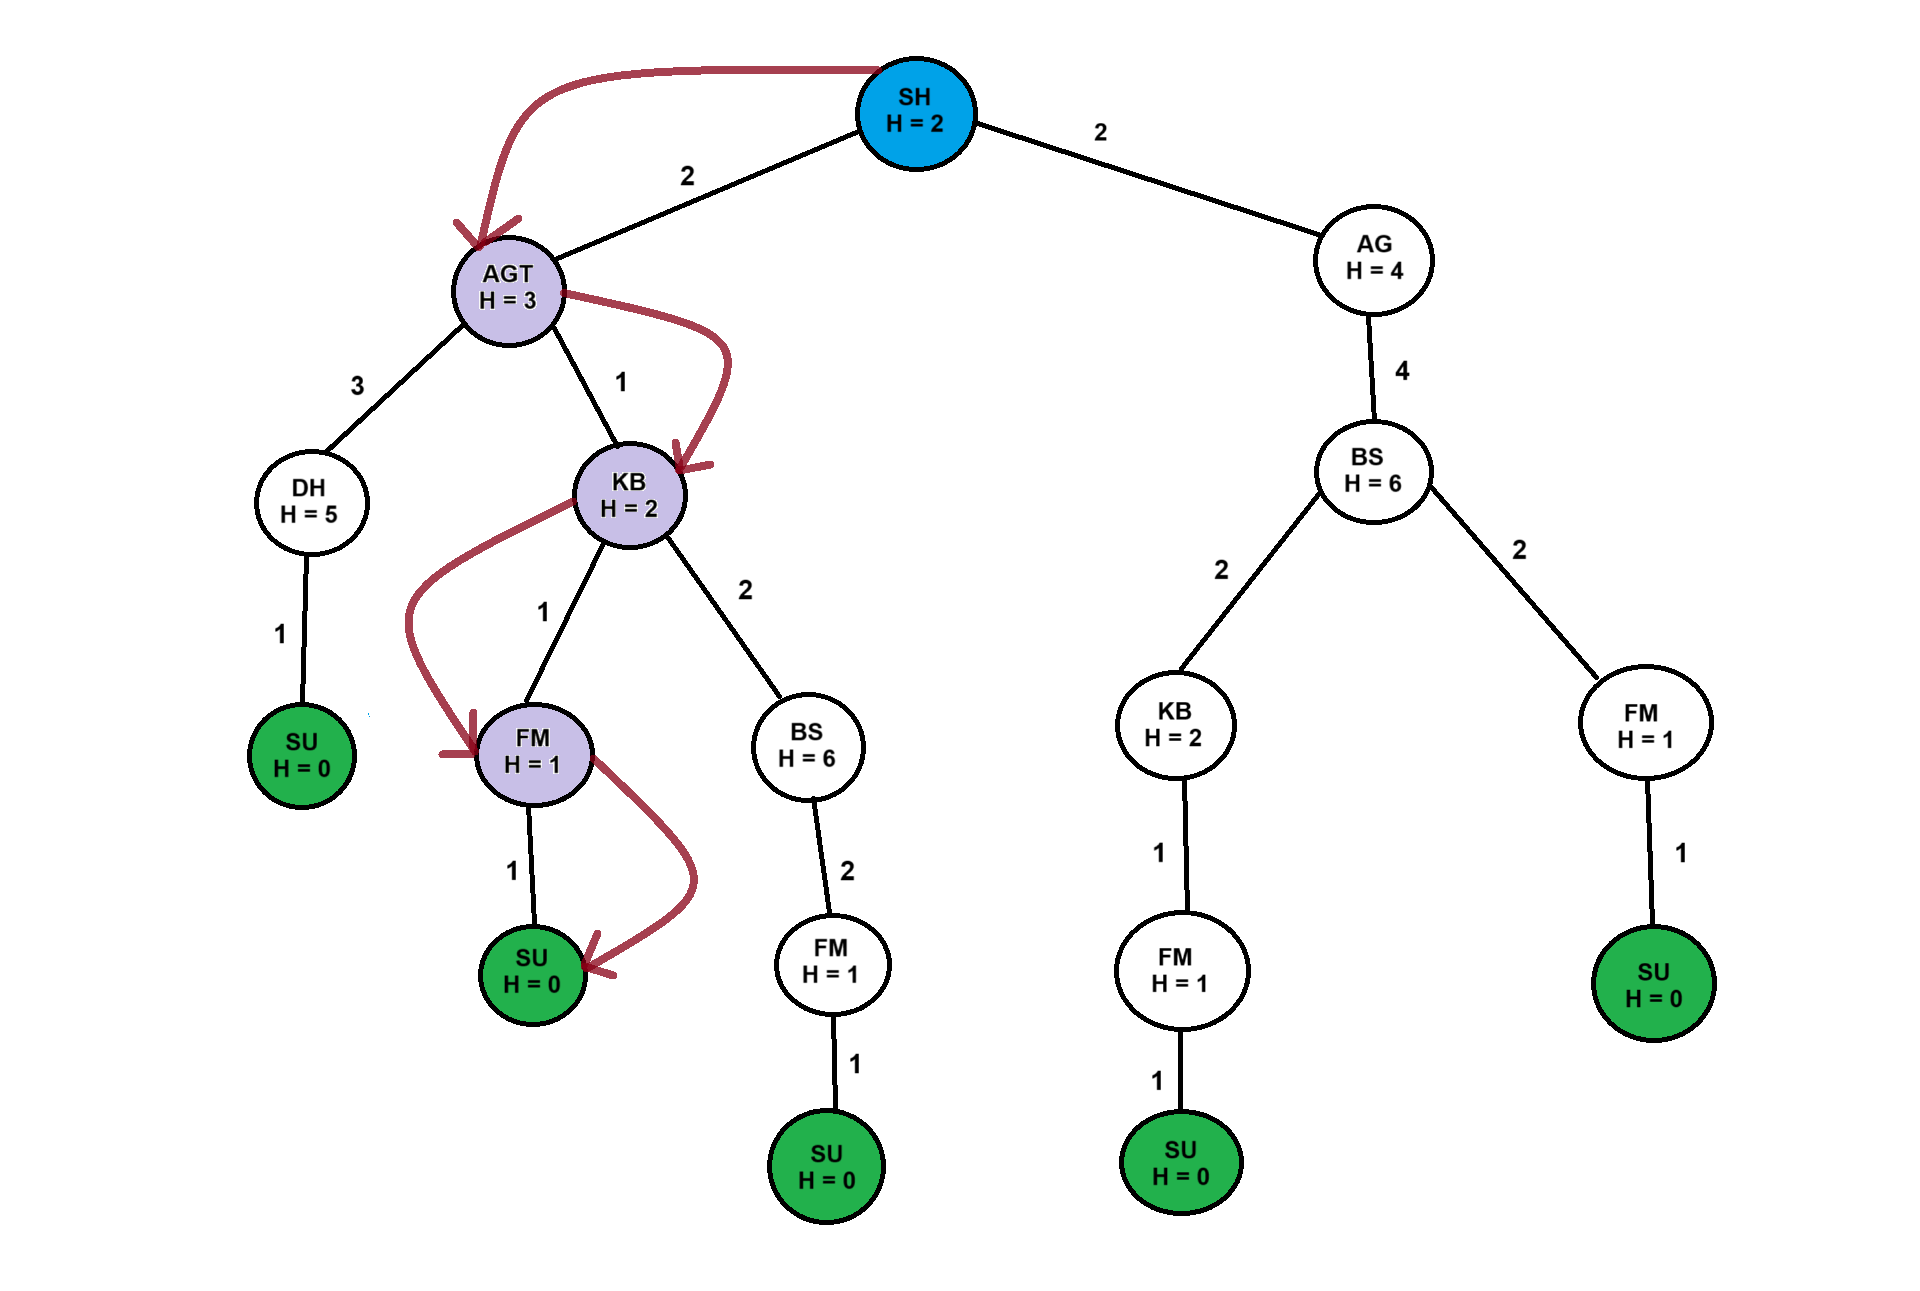 SH
H = 2
2
2
AG
H = 4
AGT
H = 3
4
3
1
BS
H = 6
KB
H = 2
DH
H = 5
2
2
2
1
1
KB
H = 2
FM
H = 1
BS
H = 6
FM
H = 1
SU
H = 0
1
1
1
2
FM
H = 1
FM
H = 1
SU
H = 0
SU
H = 0
1
1
SU
H = 0
SU
H = 0